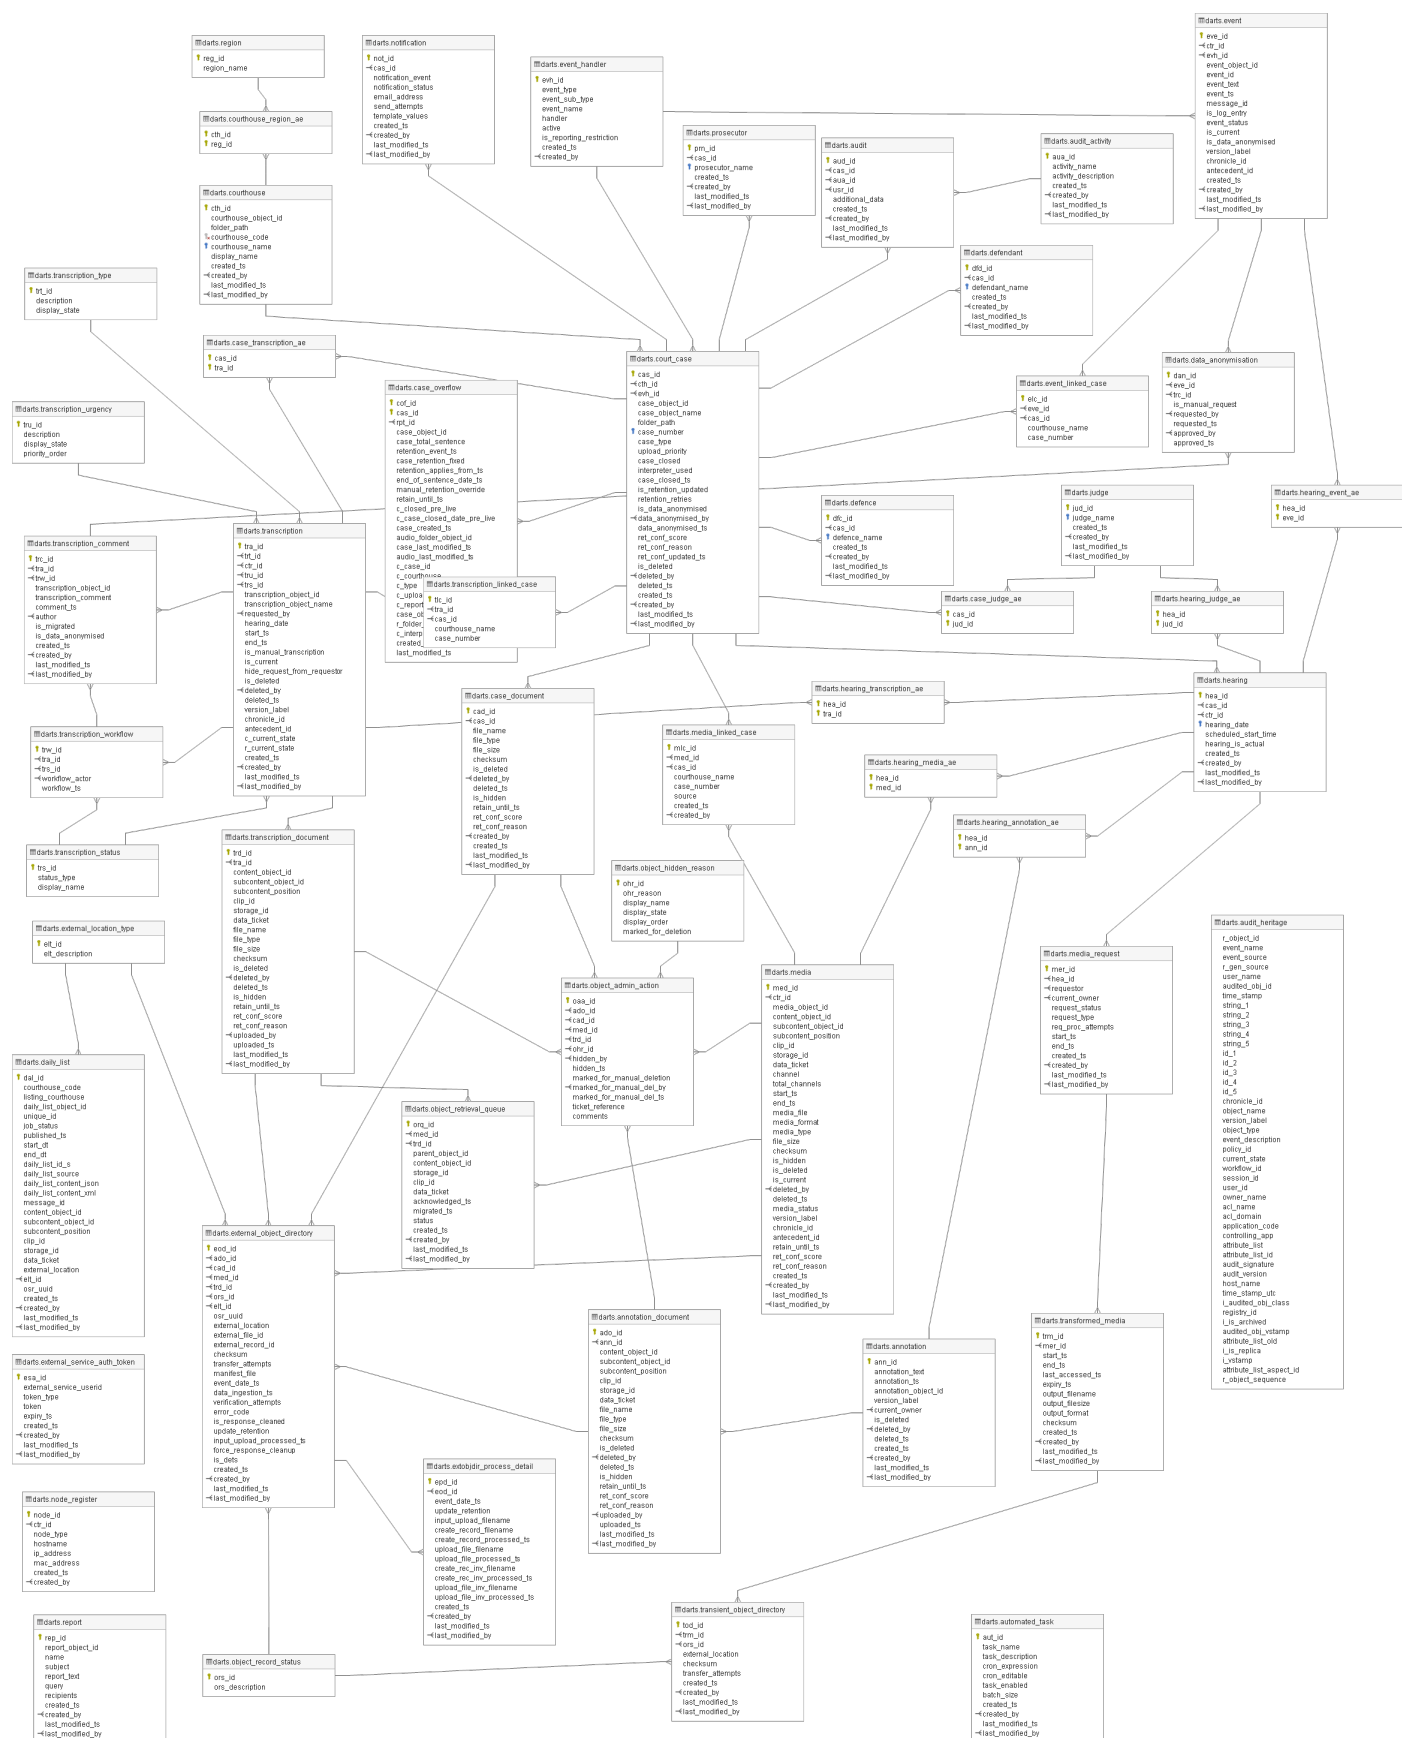 darts.region
reg_id
region_name
darts.notification
not_id
cas_id
notification_event
notification_status
email_address
send_attempts
template_values
created_ts
created_by
last_modified_ts
last_modified_by
darts.event_handler
evh_id
event_type
event_sub_type
event_name
handler
active
is_reporting_restriction
created_ts
created_by
darts.event
eve_id
ctr_id
evh_id
event_object_id
event_id
event_text
event_ts
message_id
is_log_entry
event_status
is_current
is_data_anonymised
version_label
chronicle_id
antecedent_id
created_ts
created_by
last_modified_ts
last_modified_by
darts.courthouse_region_ae
cth_id
reg_id
darts.prosecutor
prn_id
cas_id
prosecutor_name
created_ts
created_by
last_modified_ts
last_modified_by
darts.audit
aud_id
cas_id
aua_id
usr_id
additional_data
created_ts
created_by
last_modified_ts
last_modified_by
darts.audit_activity
aua_id
activity_name
activity_description
created_ts
created_by
last_modified_ts
last_modified_by
darts.courthouse
cth_id
courthouse_object_id
folder_path
courthouse_code
courthouse_name
display_name
created_ts
created_by
last_modified_ts
last_modified_by
darts.defendant
dfd_id
cas_id
defendant_name
created_ts
created_by
last_modified_ts
last_modified_by
darts.transcription_type
trt_id
description
display_state
darts.case_transcription_ae
cas_id
tra_id
darts.case_overflow
cof_id
cas_id
rpt_id
case_object_id
case_total_sentence
retention_event_ts
case_retention_fixed
retention_applies_from_ts
end_of_sentence_date_ts
manual_retention_override
retain_until_ts
c_closed_pre_live
c_case_closed_date_pre_live
case_created_ts
audio_folder_object_id
case_last_modified_ts
audio_last_modified_ts
c_case_id
c_courthouse
c_type
c_uploa
c_report
case_ob
r_folder_
c_interp
created_
last_modified_ts
darts.court_case
cas_id
cth_id
evh_id
case_object_id
case_object_name
folder_path
case_number
case_type
upload_priority
case_closed
interpreter_used
case_closed_ts
is_retention_updated
retention_retries
is_data_anonymised
data_anonymised_by
data_anonymised_ts
ret_conf_score
ret_conf_reason
ret_conf_updated_ts
is_deleted
deleted_by
deleted_ts
created_ts
created_by
last_modified_ts
last_modified_by
darts.event_linked_case
elc_id
eve_id
cas_id
courthouse_name
case_number
darts.data_anonymisation
dan_id
eve_id
trc_id
is_manual_request
requested_by
requested_ts
approved_by
approved_ts
darts.transcription_urgency
tru_id
description
display_state
priority_order
darts.defence
dfc_id
cas_id
defence_name
created_ts
created_by
last_modified_ts
last_modified_by
darts.judge
jud_id
judge_name
created_ts
created_by
last_modified_ts
last_modified_by
darts.hearing_event_ae
hea_id
eve_id
darts.transcription_comment
trc_id
tra_id
trw_id
transcription_object_id
transcription_comment
comment_ts
author
is_migrated
is_data_anonymised
created_ts
created_by
last_modified_ts
last_modified_by
darts.transcription
tra_id
trt_id
ctr_id
tru_id
trs_id
transcription_object_id
transcription_object_name
requested_by
hearing_date
start_ts
end_ts
is_manual_transcription
is_current
hide_request_from_requestor
is_deleted
deleted_by
deleted_ts
version_label
chronicle_id
antecedent_id
c_current_state
r_current_state
created_ts
created_by
last_modified_ts
last_modified_by
darts.transcription_linked_case
tlc_id
tra_id
cas_id
courthouse_name
case_number
darts.case_judge_ae
cas_id
jud_id
darts.hearing_judge_ae
hea_id
jud_id
darts.hearing
hea_id
cas_id
ctr_id
hearing_date
scheduled_start_time
hearing_is_actual
created_ts
created_by
last_modified_ts
last_modified_by
darts.case_document
cad_id
cas_id
file_name
file_type
file_size
checksum
is_deleted
deleted_by
deleted_ts
is_hidden
retain_until_ts
ret_conf_score
ret_conf_reason
created_by
created_ts
last_modified_ts
last_modified_by
darts.hearing_transcription_ae
hea_id
tra_id
darts.transcription_workflow
trw_id
tra_id
trs_id
workflow_actor
workflow_ts
darts.media_linked_case
mlc_id
med_id
cas_id
courthouse_name
case_number
source
created_ts
created_by
darts.hearing_media_ae
hea_id
med_id
darts.hearing_annotation_ae
hea_id
ann_id
darts.transcription_status
trs_id
status_type
display_name
darts.transcription_document
trd_id
tra_id
content_object_id
subcontent_object_id
subcontent_position
clip_id
storage_id
data_ticket
file_name
file_type
file_size
checksum
is_deleted
deleted_by
deleted_ts
is_hidden
retain_until_ts
ret_conf_score
ret_conf_reason
uploaded_by
uploaded_ts
last_modified_ts
last_modified_by
darts.object_hidden_reason
ohr_id
ohr_reason
display_name
display_state
display_order
marked_for_deletion
darts.external_location_type
elt_id
elt_description
darts.object_admin_action
oaa_id
ado_id
cad_id
med_id
trd_id
ohr_id
hidden_by
hidden_ts
marked_for_manual_deletion
marked_for_manual_del_by
marked_for_manual_del_ts
ticket_reference
comments
darts.media
med_id
ctr_id
media_object_id
content_object_id
subcontent_object_id
subcontent_position
clip_id
storage_id
data_ticket
channel
total_channels
start_ts
end_ts
media_file
media_format
media_type
file_size
checksum
is_hidden
is_deleted
is_current
deleted_by
deleted_ts
media_status
version_label
chronicle_id
antecedent_id
retain_until_ts
ret_conf_score
ret_conf_reason
created_ts
created_by
last_modified_ts
last_modified_by
darts.media_request
mer_id
hea_id
requestor
current_owner
request_status
request_type
req_proc_attempts
start_ts
end_ts
created_ts
created_by
last_modified_ts
last_modified_by
darts.audit_heritage
r_object_id
event_name
event_source
r_gen_source
user_name
audited_obj_id
time_stamp
string_1
string_2
string_3
string_4
string_5
id_1
id_2
id_3
id_4
id_5
chronicle_id
object_name
version_label
object_type
event_description
policy_id
current_state
workflow_id
session_id
user_id
owner_name
acl_name
acl_domain
application_code
controlling_app
attribute_list
attribute_list_id
audit_signature
audit_version
host_name
time_stamp_utc
i_audited_obj_class
registry_id
i_is_archived
audited_obj_vstamp
attribute_list_old
i_is_replica
i_vstamp
attribute_list_aspect_id
r_object_sequence
darts.daily_list
dal_id
courthouse_code
listing_courthouse
daily_list_object_id
unique_id
job_status
published_ts
start_dt
end_dt
daily_list_id_s
daily_list_source
daily_list_content_json
daily_list_content_xml
message_id
content_object_id
subcontent_object_id
subcontent_position
clip_id
storage_id
data_ticket
external_location
elt_id
osr_uuid
created_ts
created_by
last_modified_ts
last_modified_by
darts.object_retrieval_queue
orq_id
med_id
trd_id
parent_object_id
content_object_id
storage_id
clip_id
data_ticket
acknowledged_ts
migrated_ts
status
created_ts
created_by
last_modified_ts
last_modified_by
darts.external_object_directory
eod_id
ado_id
cad_id
med_id
trd_id
ors_id
elt_id
osr_uuid
external_location
external_file_id
external_record_id
checksum
transfer_attempts
manifest_file
event_date_ts
data_ingestion_ts
verification_attempts
error_code
is_response_cleaned
update_retention
input_upload_processed_ts
force_response_cleanup
is_dets
created_ts
created_by
last_modified_ts
last_modified_by
darts.annotation_document
ado_id
ann_id
content_object_id
subcontent_object_id
subcontent_position
clip_id
storage_id
data_ticket
file_name
file_type
file_size
checksum
is_deleted
deleted_by
deleted_ts
is_hidden
retain_until_ts
ret_conf_score
ret_conf_reason
uploaded_by
uploaded_ts
last_modified_ts
last_modified_by
darts.annotation
ann_id
annotation_text
annotation_ts
annotation_object_id
version_label
current_owner
is_deleted
deleted_by
deleted_ts
created_ts
created_by
last_modified_ts
last_modified_by
darts.transformed_media
trm_id
mer_id
start_ts
end_ts
last_accessed_ts
expiry_ts
output_filename
output_filesize
output_format
checksum
created_ts
created_by
last_modified_ts
last_modified_by
darts.external_service_auth_token
esa_id
external_service_userid
token_type
token
expiry_ts
created_ts
created_by
last_modified_ts
last_modified_by
darts.extobjdir_process_detail
epd_id
eod_id
event_date_ts
update_retention
input_upload_filename
create_record_filename
create_record_processed_ts
upload_file_filename
upload_file_processed_ts
create_rec_inv_filename
create_rec_inv_processed_ts
upload_file_inv_filename
upload_file_inv_processed_ts
created_ts
created_by
last_modified_ts
last_modified_by
darts.node_register
node_id
ctr_id
node_type
hostname
ip_address
mac_address
created_ts
created_by
darts.report
rep_id
report_object_id
name
subject
report_text
query
recipients
created_ts
created_by
last_modified_ts
last_modified_by
darts.object_record_status
ors_id
ors_description
darts.transient_object_directory
tod_id
trm_id
ors_id
external_location
checksum
transfer_attempts
created_ts
created_by
last_modified_ts
last_modified_by
darts.automated_task
aut_id
task_name
task_description
cron_expression
cron_editable
task_enabled
batch_size
created_ts
created_by
last_modified_ts
last_modified_by